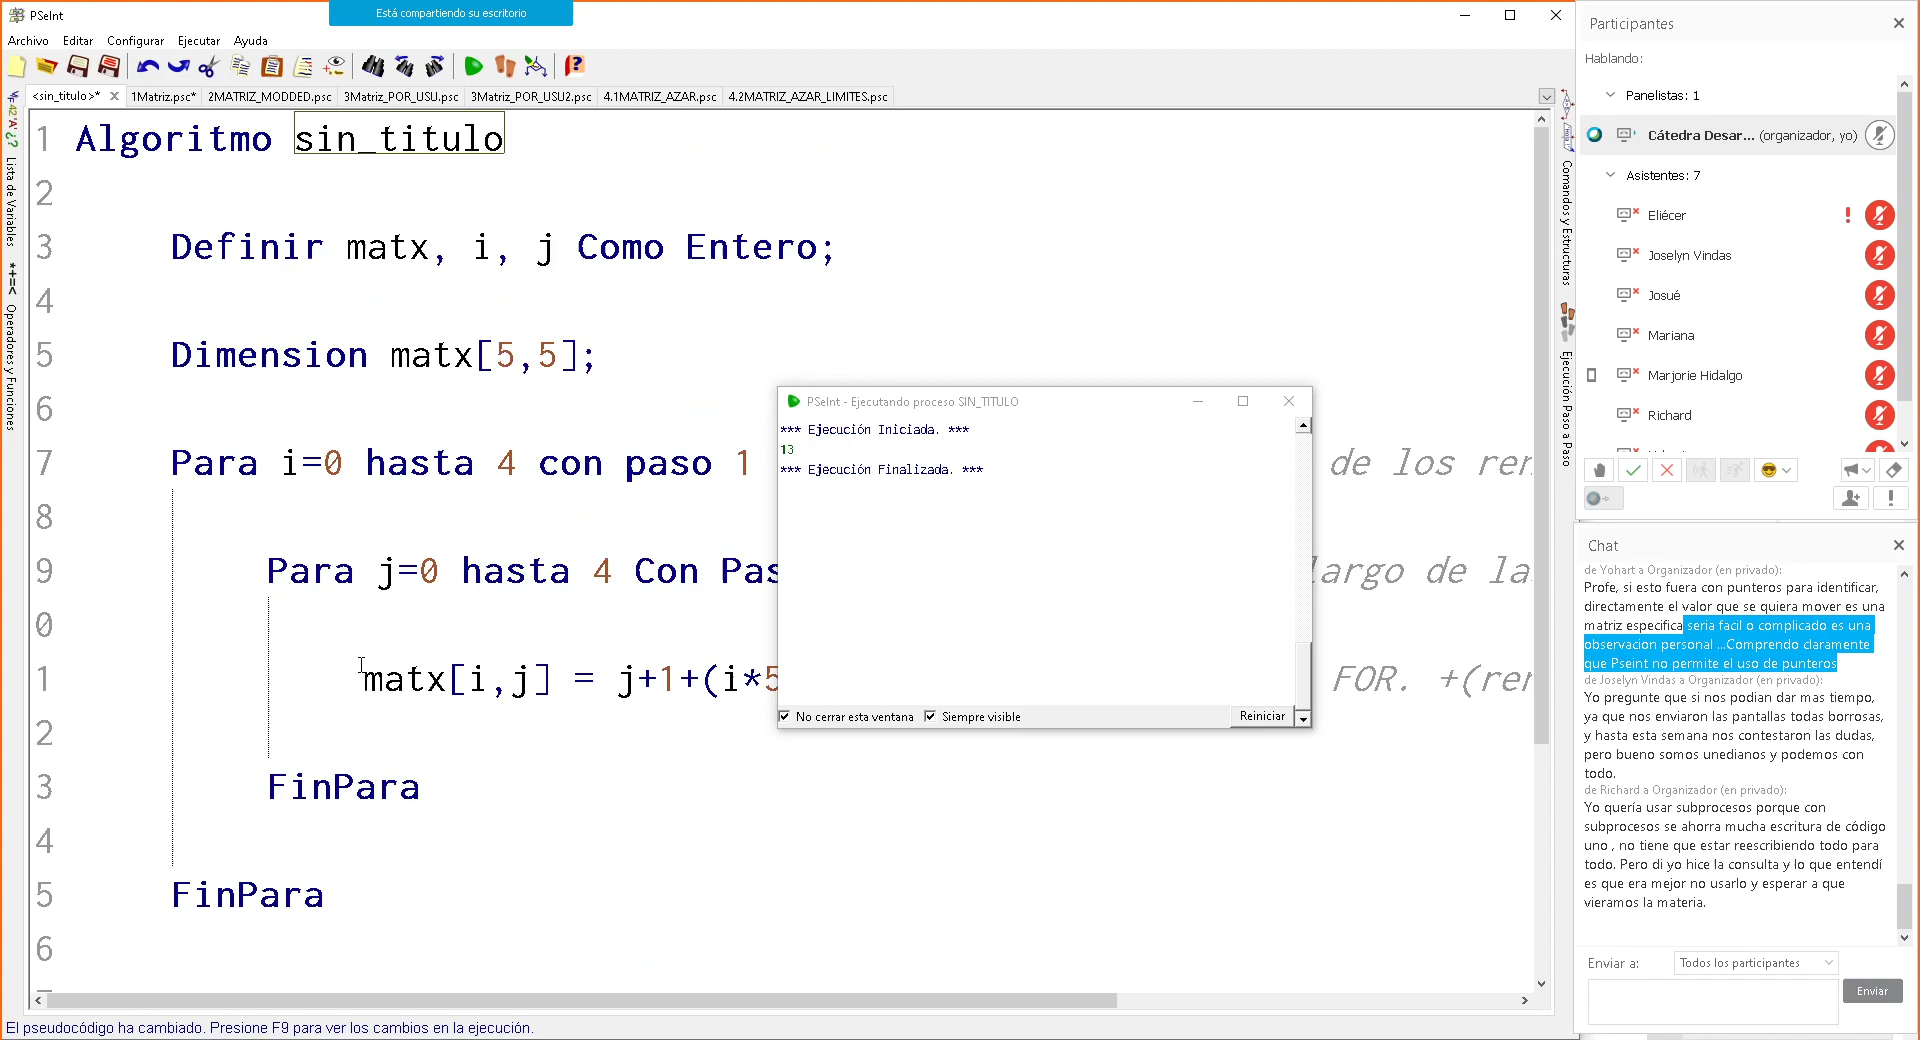 PSeInt
Está compartiendo su escritorio
Archivo Editar Configurar Ejecutar Ayuda
<sin_titulo>* 1Matriz.psc* 2MATRIZ_MODDED.psc 3Matriz_POR_USU.psc 3Matriz_POR_USU2.psc 4.1MATRIZ_AZAR.psc 4.2MATRIZ_AZAR_LIMITES.psc
Lista de Variables
*+=< Operadores y Funciones
1 Algoritmo sin_titulo
2
3 Definir matx, i, j Como Entero;
4
5 Dimension matx[5,5];
6
7 Para i=0 hasta 4 con paso 1 de los ren
8
9 Para j=0 hasta 4 Con Pas largo de la
0
1 matx[i,j] = j+1+(i*5 FOR. +(ren
2
3 FinPara
4
5 FinPara
6
PSeInt - Ejecutando proceso SIN_TITULO
*** Ejecución Iniciada. ***
13
*** Ejecución Finalizada. ***
No cerrar esta ventana Siempre visible Reiniciar
El pseudocódigo ha cambiado. Presione F9 para ver los cambios en la ejecución.
Comandos y Estructuras
Ejecución Paso a Paso
Participantes
Hablando:
Panelistas: 1
Cátedra Desar... (organizador, yo)
Asistentes: 7
Eliécer
Joselyn Vindas
Josué
Mariana
Marjorie Hidalgo
Richard
Chat
de Yohart a Organizador (en privado):
Profe, si esto fuera con punteros para identificar,
directamente el valor que se quiera mover es una
matriz especifica seria facil o complicado es una
observacion personal ...Comprendo claramente
que Pseint no permite el uso de punteros
de Joselyn Vindas a Organizador (en privado):
Yo pregunte que si nos podian dar mas tiempo,
ya que nos enviaron las pantallas todas borrosas,
y hasta esta semana nos contestaron las dudas,
pero bueno somos unedianos y podemos con
todo.
de Richard a Organizador (en privado):
Yo quería usar subprocesos porque con
subprocesos se ahorra mucha escritura de código
uno , no tiene que estar reescribiendo todo para
todo. Pero di yo hice la consulta y lo que entendí
es que era mejor no usarlo y esperar a que
vieramos la materia.
Enviar a: Todos los participantes
Enviar